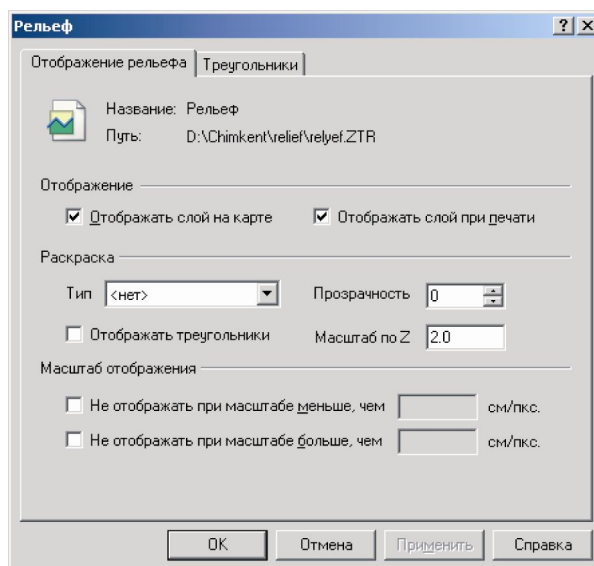 Рельеф
Отображение рельефа Треугольники
Название: Рельеф
Путь: D:\Chimkent\relief\relyef.ZTR
Отображение
Отображать слой на карте Отображать слой при печати
Раскраска
Тип <нет> Прозрачность 0
Отображать треугольники Масштаб по Z 2.0
Масштаб отображения
Не отображать при масштабе меньше, чем см/пкс.
Не отображать при масштабе больше, чем см/пкс.
OK Отмена Применить Справка